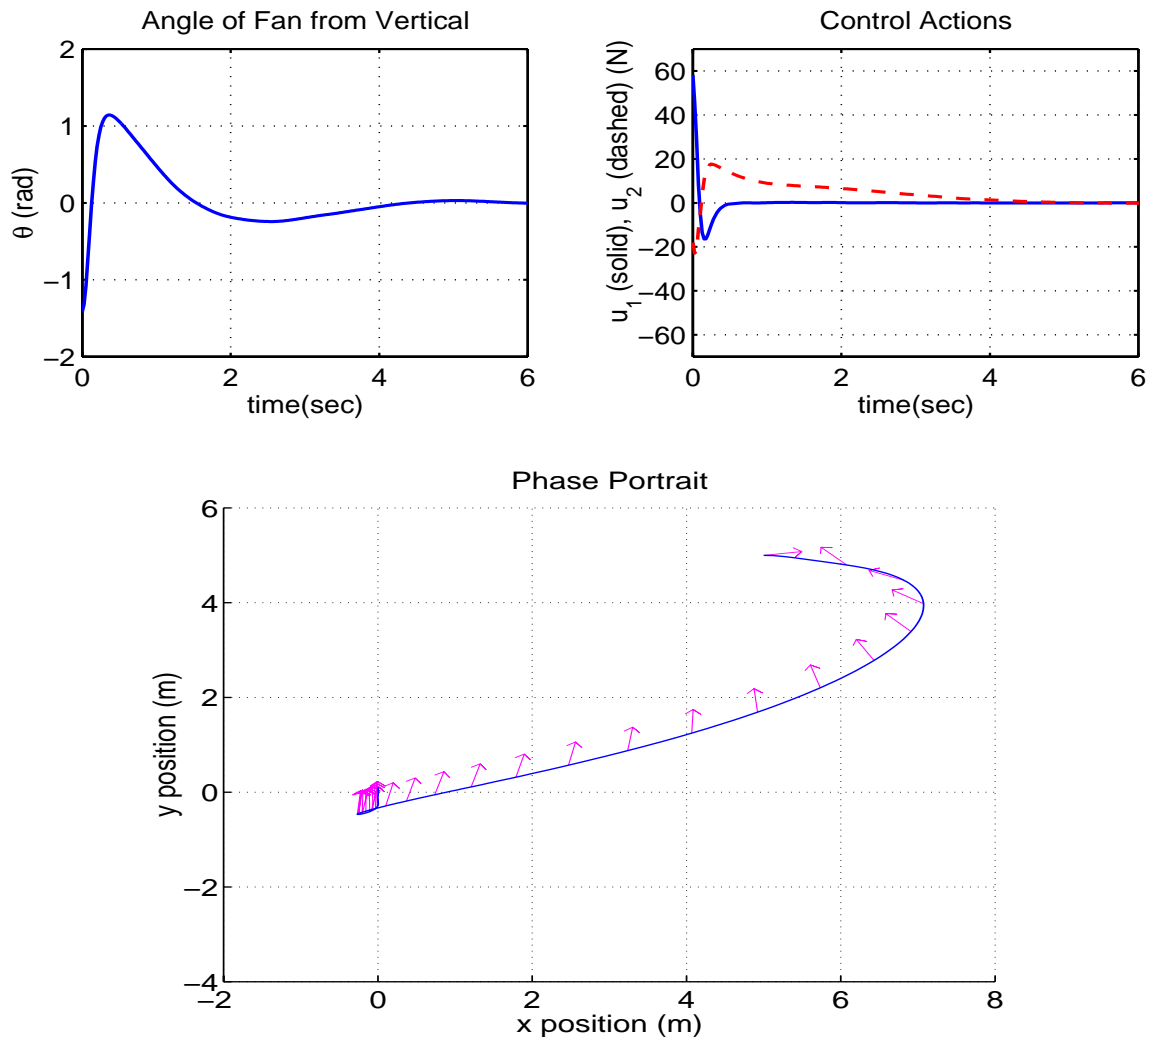 Angle of Fan from Vertical
2
1
0
−1
−2
θ (rad)
0 2 4 6
time(sec)
Control Actions
60
40
20
0
−20
−40
−60
u_1 (solid), u_2 (dashed) (N)
0 2 4 6
time(sec)
Phase Portrait
6
4
2
0
−2
−4
y position (m)
−2 0 2 4 6 8
x position (m)